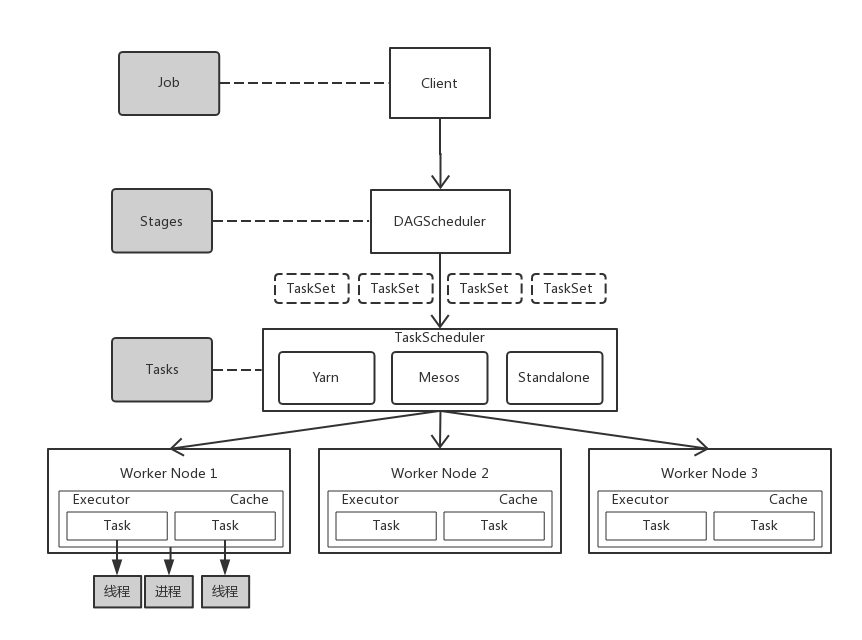 Job
Client
Stages
DAGScheduler
TaskSet TaskSet TaskSet TaskSet
TaskScheduler
Tasks
Yarn Mesos Standalone
Worker Node 1
Executor Cache
Task Task
Worker Node 2
Executor Cache
Task Task
Worker Node 3
Executor Cache
Task Task
线程 进程 线程